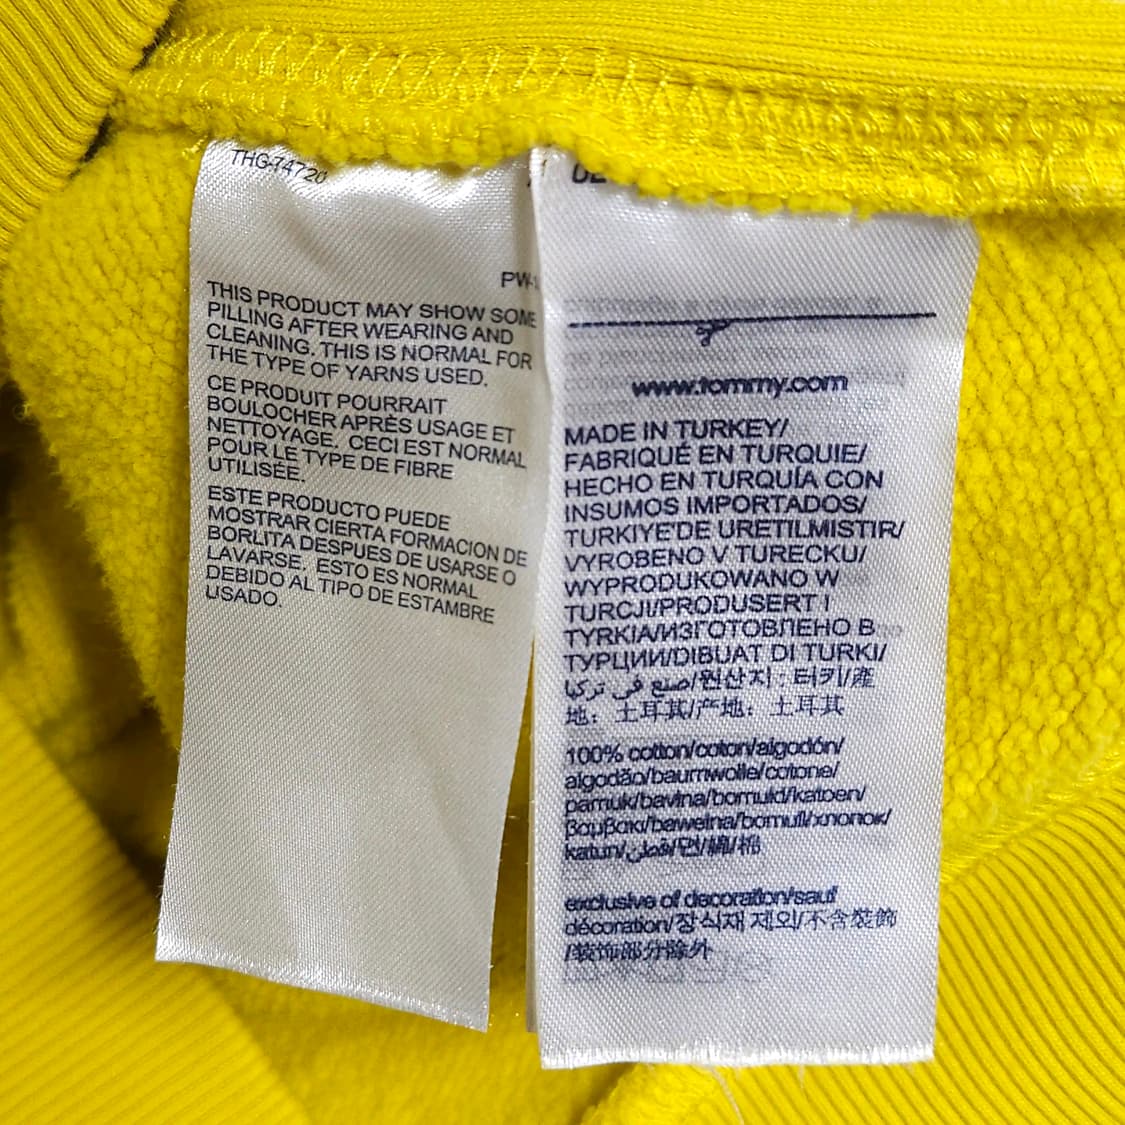 THG-74720
THIS PRODUCT MAY SHOW SOME
PILLING AFTER WEARING AND
CLEANING. THIS IS NORMAL FOR
THE TYPE OF YARNS USED.
CE PRODUIT POURRAIT
BOULOCHER APRÈS USAGE ET
NETTOYAGE. CECI EST NORMAL
POUR LE TYPE DE FIBRE
UTILISÉE.
ESTE PRODUCTO PUEDE
MOSTRAR CIERTA FORMACION DE
BORLITA DESPUES DE USARSE O
LAVARSE. ESTO ES NORMAL
DEBIDO AL TIPO DE ESTAMBRE
USADO.
www.tommy.com
MADE IN TURKEY/
FABRIQUÉ EN TURQUIE/
HECHO EN TURQUÍA CON
INSUMOS IMPORTADOS/
TURKIYE'DE URETILMISTIR/
VYROBENO V TURECKU/
WYPRODUKOWANO W
TURCJI/PRODUSERT I
TYRKIA/ИЗГОТОВЛЕНО В
ТУРЦИИ/DIBUAT DI TURKI/
صنع في تركيا/원산지 : 터키/產
地：土耳其/产地：土耳其
100% cotton/coton/algodón/
algodão/baumwolle/cotone/
pamuk/bavlna/bomuld/katoen/
βαμβακι/bawełna/bomull/хлопок/
katun/قطن/면/綿/棉
exclusive of decoration/sauf
décoration/장식재 제외/不含裝飾
/装饰部分除外